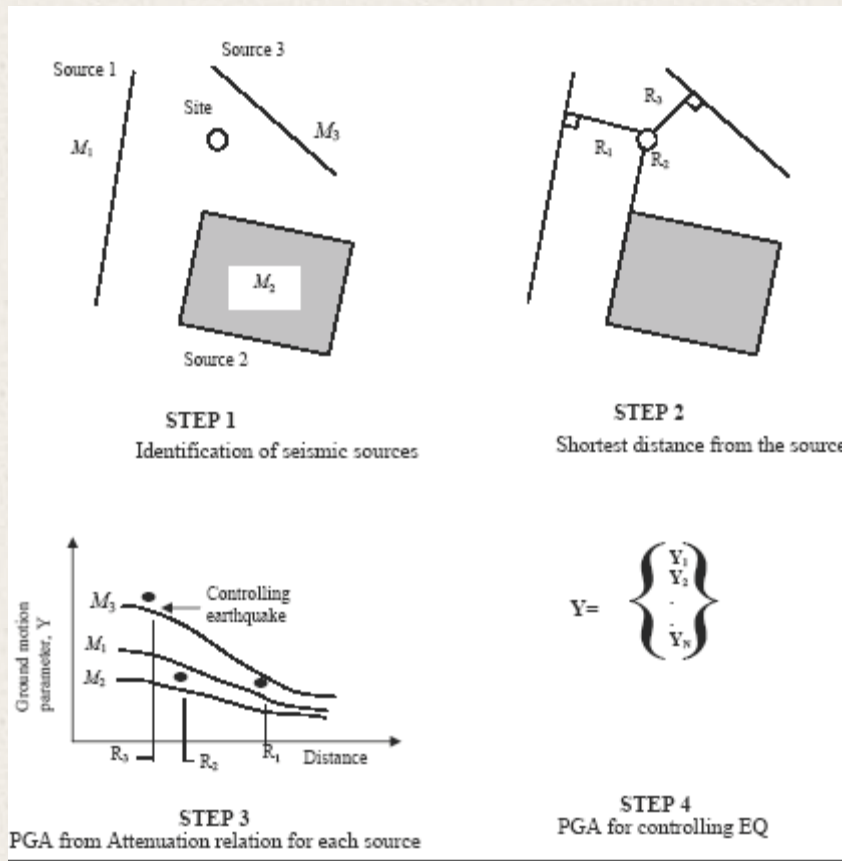 Source 3
Source 1
Site
M₁
M₃
M₂
Source 2
STEP 1
Identification of seismic sources
R₃
R₁
R₂
STEP 2
Shortest distance from the source
Ground motion
parameter, Y
M₃
M₁
M₂
Controlling
earthquake
R₃
R₂
R₁
Distance
STEP 3
PGA from Attenuation relation for each source
Y=
Y₁
Y₂
.
.
Y_N
STEP 4
PGA for controlling EQ